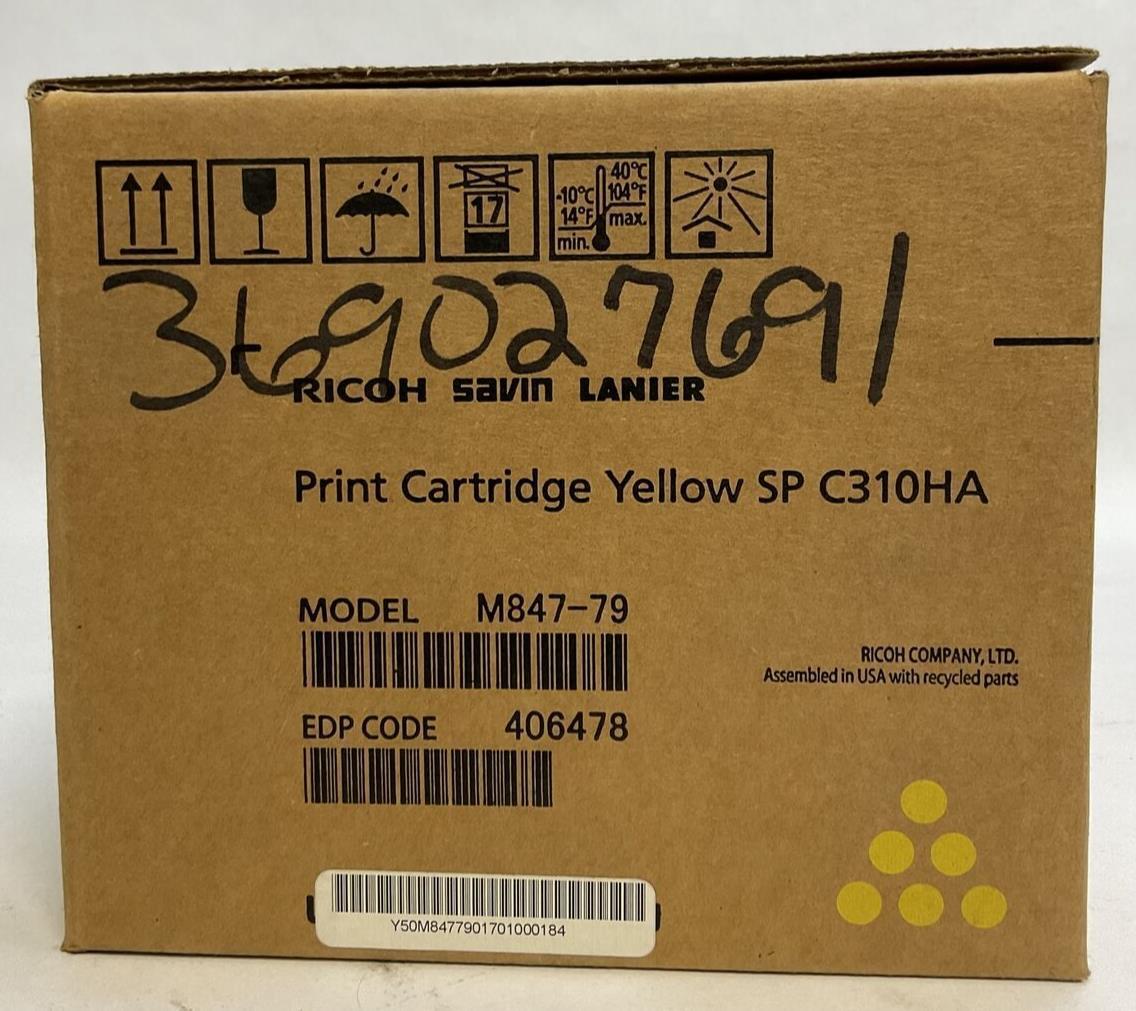 17
40°C
-10°C 104°F
14°F max.
min.
369027691
RICOH Savin LANIER
Print Cartridge Yellow SP C310HA
MODEL M847-79
RICOH COMPANY, LTD.
Assembled in USA with recycled parts
EDP CODE 406478
Y50M8477901701000184